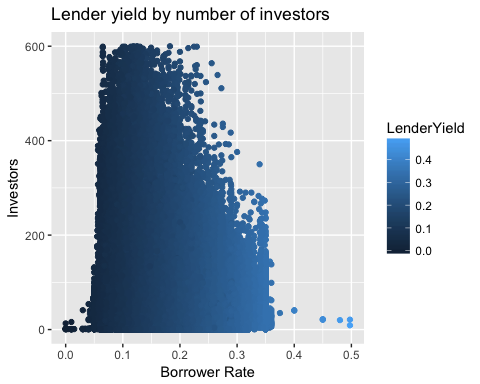 Lender yield by number of investors
600
400
200
0
Investors
0.0 0.1 0.2 0.3 0.4 0.5
Borrower Rate
LenderYield
0.4
0.3
0.2
0.1
0.0